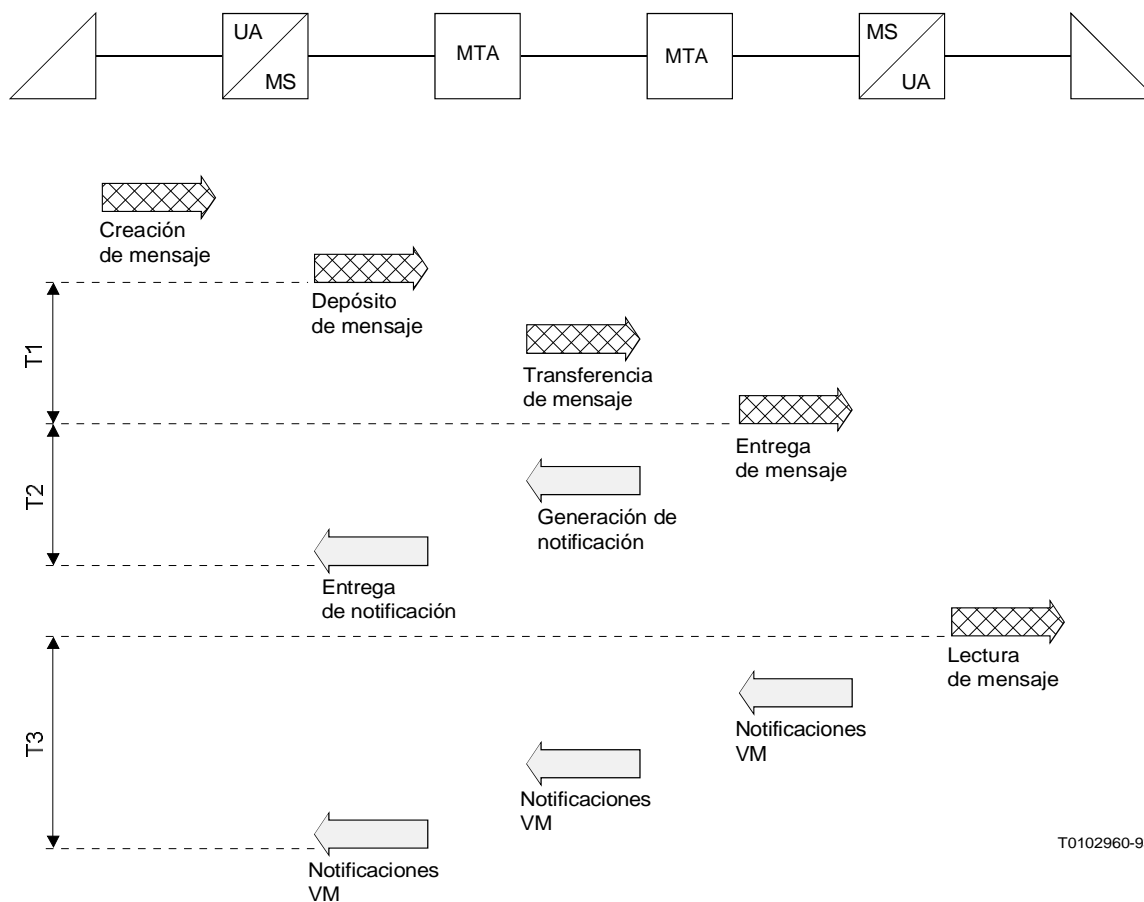 UA
MS
MTA
MTA
MS
UA
Creación
de mensaje
Depósito
de mensaje
T1
Transferencia
de mensaje
Entrega
de mensaje
T2
Generación de
notificación
Entrega
de notificación
Lectura
de mensaje
T3
Notificaciones
VM
Notificaciones
VM
Notificaciones
VM
T0102960-9